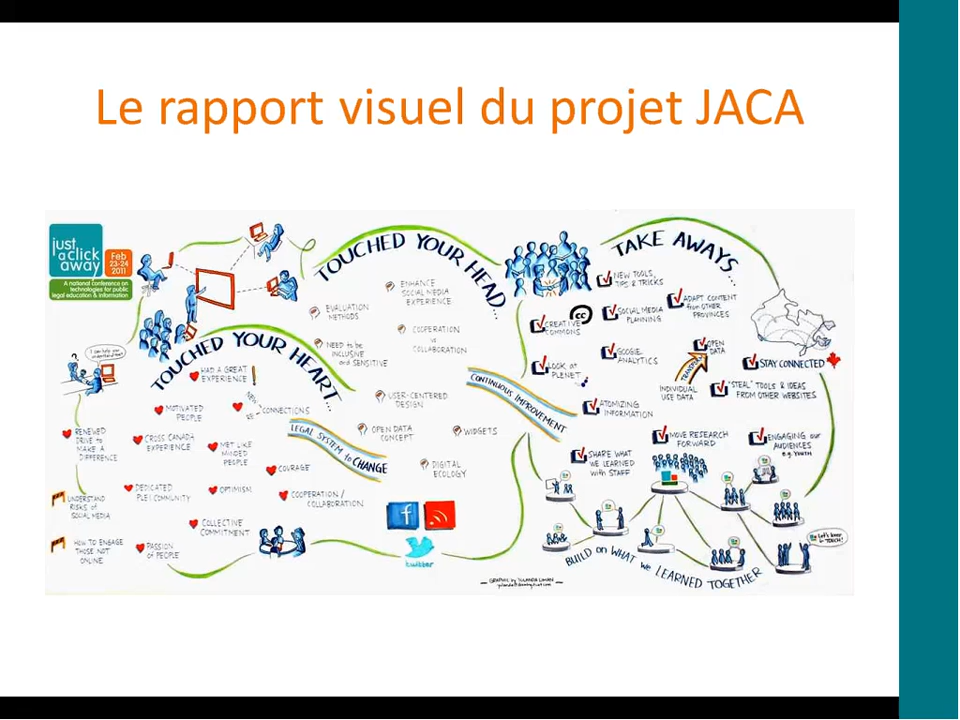 Le rapport visuel du projet JACA
just
a click
away
Feb
23-24
2011
A national conference on
technologies for public
legal education & information
TOUCHED YOUR HEAD...
EVALUATION
METHODS
ENHANCE
SOCIAL MEDIA
EXPERIENCE
NEED to be
INCLUSIVE
and SENSITIVE
COOPERATION
vs
COLLABORATION
USER-CENTERED
DESIGN
OPEN DATA
CONCEPT
WIDGETS
DIGITAL
ECOLOGY
TOUCHED YOUR HEART...
HAD A GREAT
EXPERIENCE
MOTIVATED
PEOPLE
CONNECTIONS
RENEWED
DRIVE to
MAKE A
DIFFERENCE
CROSS CANADA
EXPERIENCE
MET LIKE
MINDED
PEOPLE
COURAGE
DEDICATED
PLEI COMMUNITY
OPTIMISM
COOPERATION /
COLLABORATION
UNDERSTAND
RISKS of
SOCIAL MEDIA
COLLECTIVE
COMMITMENT
HOW TO ENGAGE
THOSE NOT
ONLINE
PASSION
of PEOPLE
LEGAL SYSTEM to CHANGE
CONTINUOUS IMPROVEMENT
f
twitter
TAKE AWAYS...
NEW TOOLS,
TIPS & TRICKS
ADAPT CONTENT
from OTHER
PROVINCES
cc
CREATIVE
COMMONS
SOCIAL MEDIA
PLANNING
GOOGLE
ANALYTICS
OPEN
DATA
LOOK at
PLENET
INDIVIDUAL
USE DATA
STAY CONNECTED
"STEAL" TOOLS & IDEAS
FROM OTHER WEBSITES
ATOMIZING
INFORMATION
MOVE RESEARCH
FORWARD
ENGAGING our
AUDIENCES
e.g. YOUTH
SHARE WHAT
WE LEARNED
with STAFF
Let's keep
in TOUCH!
BUILD on WHAT we LEARNED TOGETHER